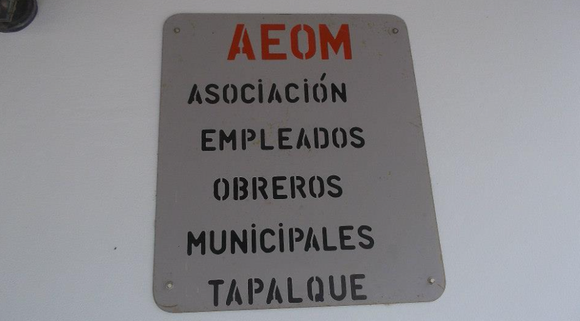 AEOM
ASOCIACIÓN
EMPLEADOS
OBREROS
MUNICIPALES
TAPALQUE